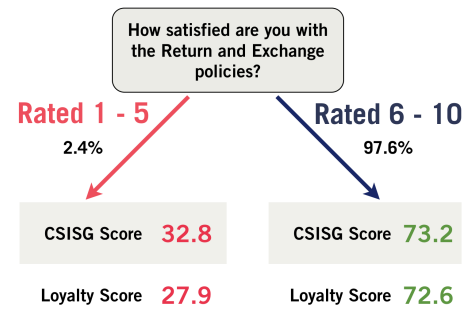 How satisfied are you with
the Return and Exchange
policies?
Rated 1 - 5
2.4%
Rated 6 - 10
97.6%
CSISG Score 32.8
CSISG Score 73.2
Loyalty Score 27.9
Loyalty Score 72.6